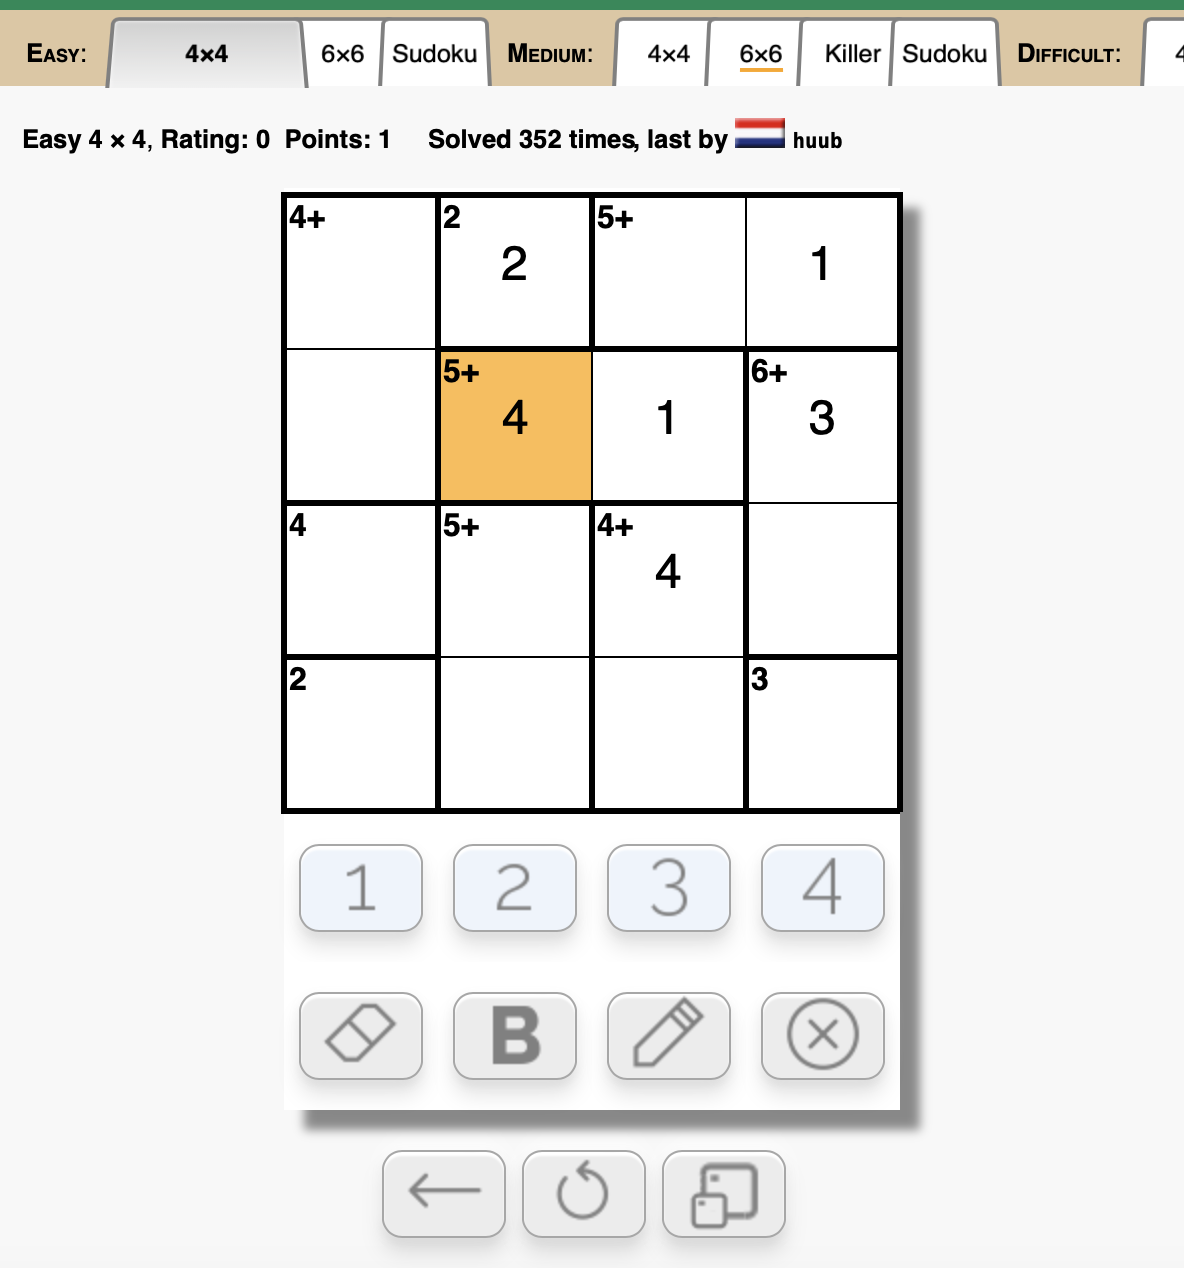 EASY: 4×4 6×6 Sudoku MEDIUM: 4×4 6×6 Killer Sudoku DIFFICULT: 4
Easy 4 × 4, Rating: 0 Points: 1 Solved 352 times, last by huub
4+ 2 5+
2 1
5+ 6+
4 1 3
4 5+ 4+
4
2 3
1 2 3 4
B